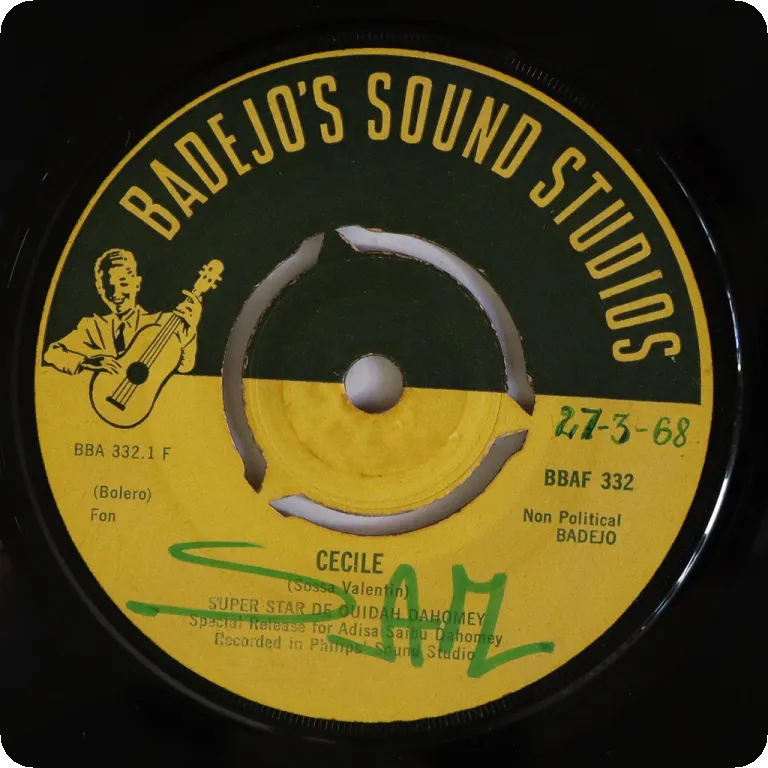 BADEJO'S SOUND STUDIOS
27-3-68
BBA 332.1 F
BBAF 332
(Bolero)
Fon
Non Political
BADEJO
CECILE
(Sossa Valentin)
SUPER STAR DE OUIDAH DAHOMEY
Special Release for Adisa Saibu Dahomey
Recorded in Philips' Sound Studio